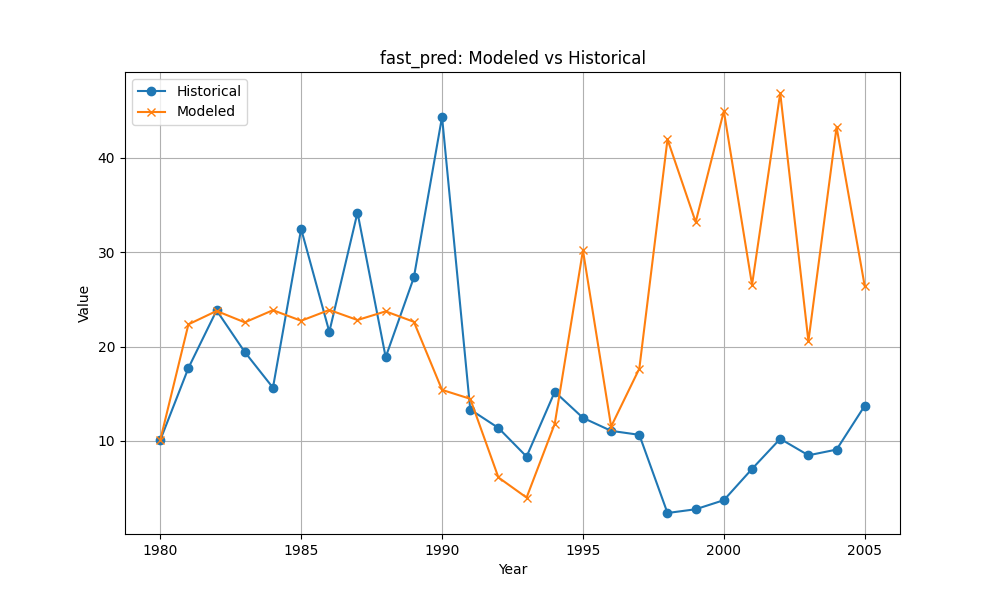 fast_pred: Modeled vs Historical
Historical
Modeled
Value
40
30
20
10
1980 1985 1990 1995 2000 2005
Year